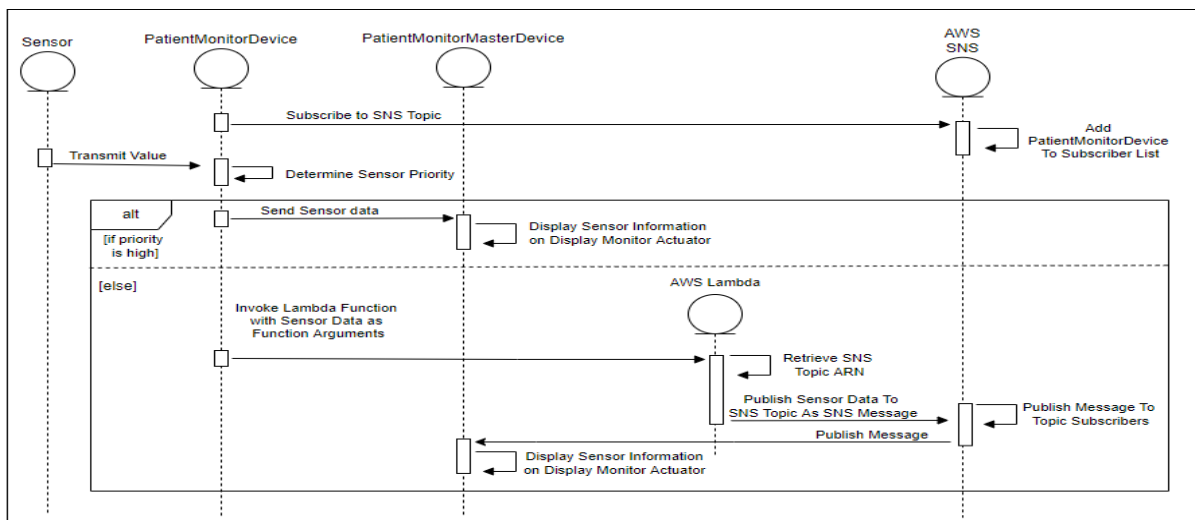 Sensor
PatientMonitorDevice
PatientMonitorMasterDevice
AWS
SNS
Subscribe to SNS Topic
Add
PatientMonitorDevice
To Subscriber List
Transmit Value
Determine Sensor Priority
alt
[if priority
is high]
Send Sensor data
Display Sensor Information
on Display Monitor Actuator
[else]
AWS Lambda
Invoke Lambda Function
with Sensor Data as
Function Arguments
Retrieve SNS
Topic ARN
Publish Sensor Data To
SNS Topic As SNS Message
Publish Message To
Topic Subscribers
Publish Message
Display Sensor Information
on Display Monitor Actuator